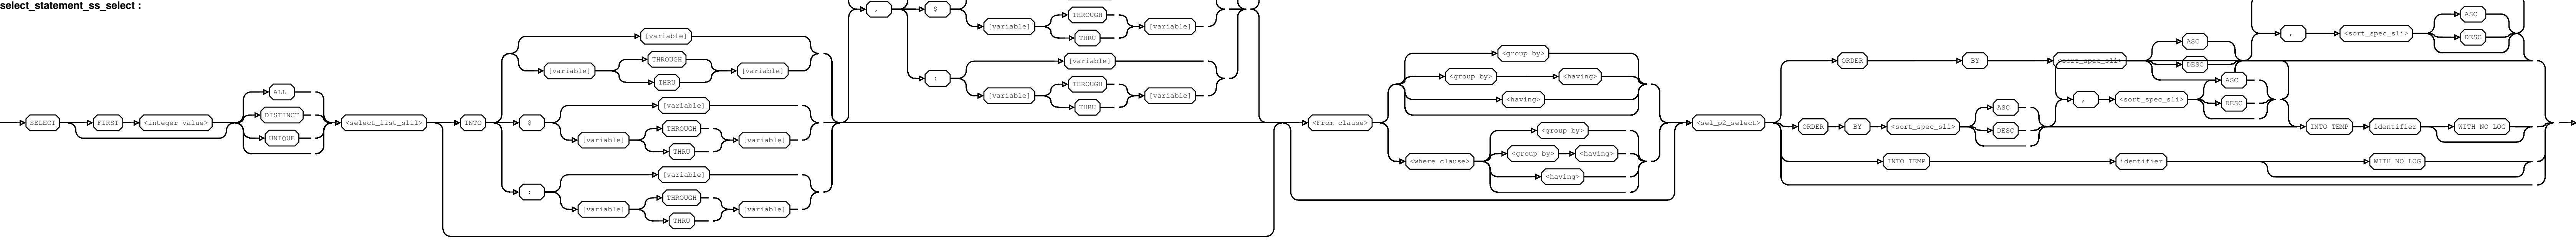 select_statement_ss_select :
SELECT
FIRST
<integer value>
ALL
DISTINCT
UNIQUE
<select_list_slil>
INTO
[variable]
[variable]
THROUGH
THRU
[variable]
$
[variable]
[variable]
THROUGH
THRU
[variable]
:
[variable]
[variable]
THROUGH
THRU
[variable]
,
$
[variable]
THROUGH
THRU
[variable]
:
[variable]
[variable]
THROUGH
THRU
[variable]
<From clause>
<group by>
<group by>
<having>
<having>
<where clause>
<group by>
<group by>
<having>
<having>
<sel_p2_select>
ORDER
BY
<sort_spec_sli>
ASC
DESC
,
<sort_spec_sli>
ASC
DESC
ORDER
BY
<sort_spec_sli>
ASC
DESC
,
<sort_spec_sli>
ASC
DESC
INTO TEMP
identifier
WITH NO LOG
INTO TEMP
identifier
WITH NO LOG